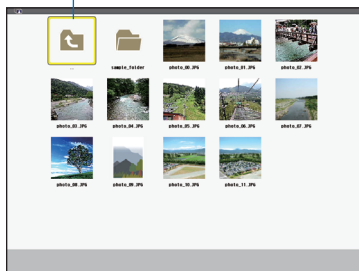 ...
sample_folder
photo_00.JPG
photo_01.JPG
photo_02.JPG
photo_03.JPG
photo_04.JPG
photo_05.JPG
photo_06.JPG
photo_07.JPG
photo_08.JPG
photo_09.JPG
photo_10.JPG
photo_11.JPG